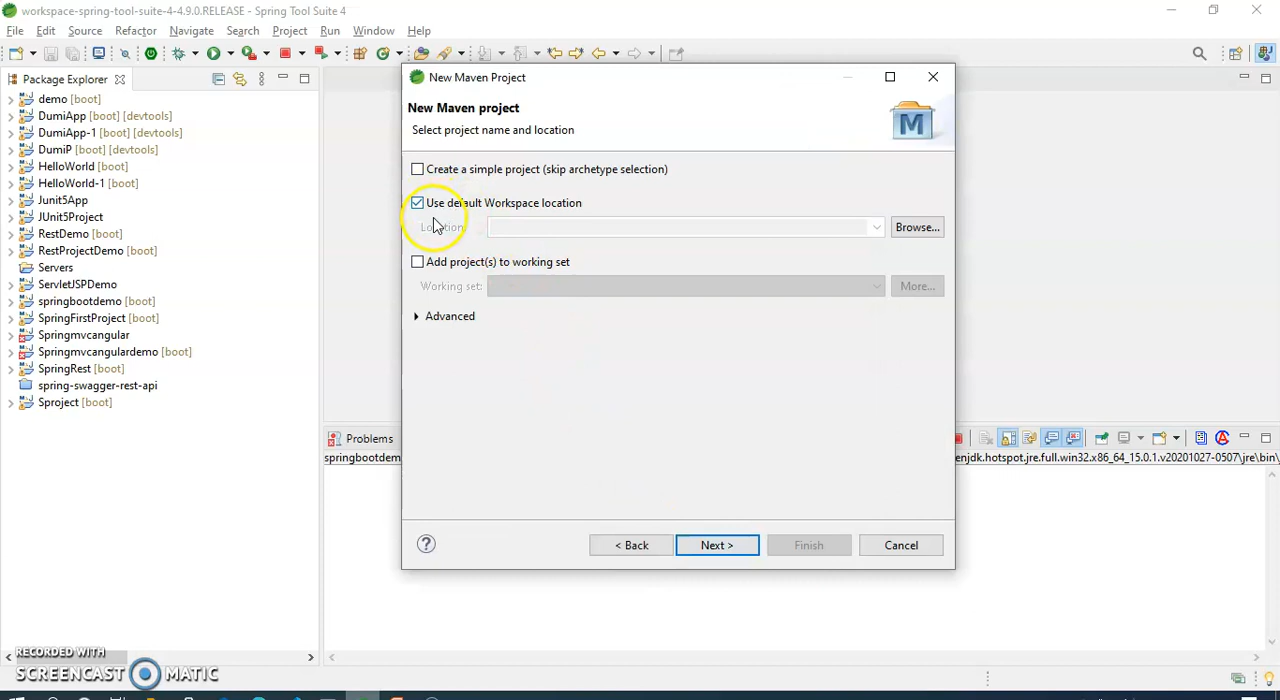 workspace-spring-tool-suite-4-4.9.0.RELEASE - Spring Tool Suite 4
File Edit Source Refactor Navigate Search Project Run Window Help
Package Explorer
demo [boot]
DumiApp [boot] [devtools]
DumiApp-1 [boot] [devtools]
DumiP [boot] [devtools]
HelloWorld [boot]
HelloWorld-1 [boot]
Junit5App
JUnit5Project
RestDemo [boot]
RestProjectDemo [boot]
Servers
ServletJSPDemo
springbootdemo [boot]
SpringFirstProject [boot]
Springmvcangular
Springmvcangulardemo [boot]
SpringRest [boot]
spring-swagger-rest-api
Sproject [boot]
New Maven Project
New Maven project
Select project name and location
M
Create a simple project (skip archetype selection)
Use default Workspace location
Location:
Browse...
Add project(s) to working set
Working set:
More...
Advanced
? < Back Next > Finish Cancel
Problems
springbootdem
enjdk.hotspot.jre.full.win32.x86_64_15.0.1.v20201027-0507\jre\bin\
RECORDED WITH
SCREENCAST MATIC